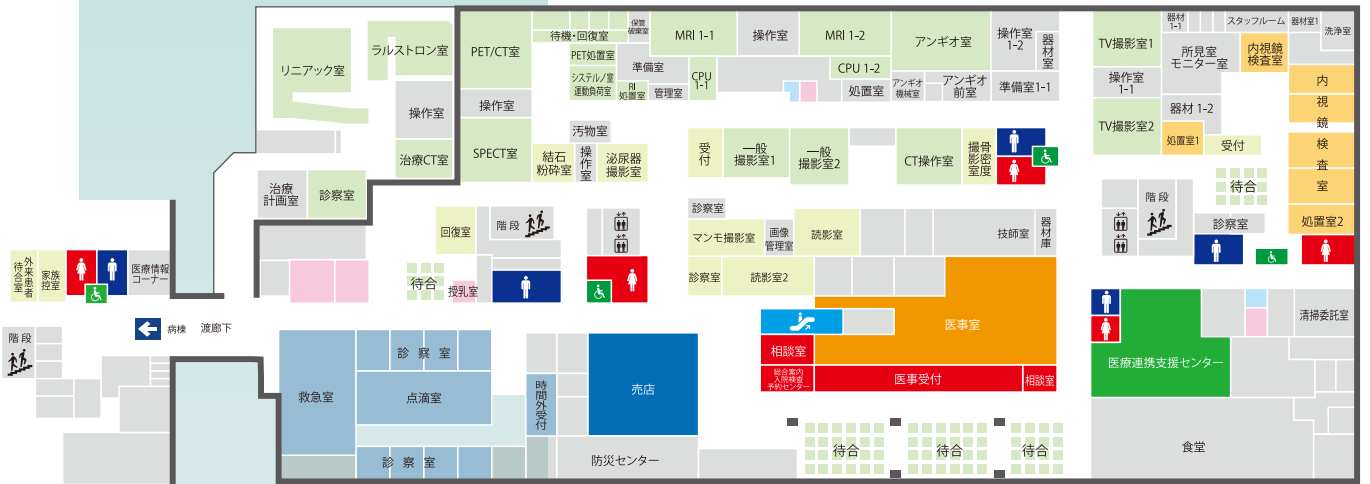 リニアック室
ラルストロン室
操作室
治療CT室
治療
計画室
診察室
PET/CT室
操作室
SPECT室
待機・回復室
保管
破棄室
PET処置室
システルノ室
運動負荷室
RI
処置室
準備室
管理室
CPU
1-1
MRI 1-1
操作室
MRI 1-2
CPU 1-2
処置室
アンギオ室
アンギオ
機械室
アンギオ
前室
操作室
1-2
器
材
室
準備室1-1
汚物室
結石
粉砕室
操
作
室
泌尿器
撮影室
受
付
一般
撮影室1
一般
撮影室2
CT操作室
撮骨
影密
室度
TV撮影室1
操作室
1-1
TV撮影室2
器材
1-1
スタッフルーム
器材室1
洗浄室
所見室
モニター室
内視鏡
検査室
器材 1-2
処置室1
受付
内
視
鏡
検
査
室
処置室2
待合
階 段
診察室
回復室
階 段
待合
授乳室
診察室
マンモ撮影室
画像
管理室
読影室
技師室
器
材
庫
診察室
読影室2
外来患者
待合室
家族
控室
医療情報
コーナー
病棟 渡廊下
階 段
救急室
診 察 室
点滴室
診 察 室
時間外受付
売店
防災センター
医事室
相談室
総合案内
入院検査
予約センター
医事受付
相談室
待合
待合
待合
医療連携支援センター
清掃委託室
食堂